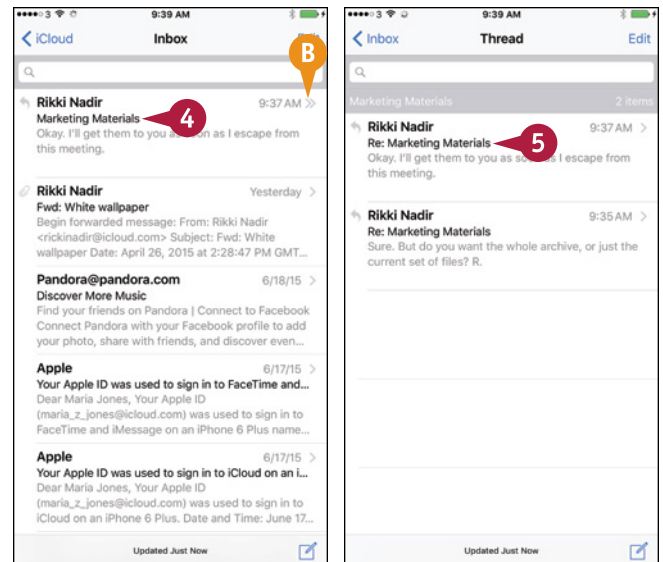 3
9:39 AM
iCloud
Inbox
B
Rikki Nadir
9:37 AM
Marketing Materials
4
Okay. I'll get them to you as soon as I escape from
this meeting.
Rikki Nadir
Yesterday
Fwd: White wallpaper
Begin forwarded message: From: Rikki Nadir
<rickinadir@icloud.com> Subject: Fwd: White
wallpaper Date: April 26, 2015 at 2:28:47 PM GMT...
Pandora@pandora.com
6/18/15
Discover More Music
Find your friends on Pandora | Connect to Facebook
Connect Pandora with your Facebook profile to add
your photo, share with friends, and discover even...
Apple
6/17/15
Your Apple ID was used to sign in to FaceTime and...
Dear Maria Jones, Your Apple ID
(maria_z_jones@icloud.com) was used to sign in to
FaceTime and iMessage on an iPhone 6 Plus name...
Apple
6/17/15
Your Apple ID was used to sign in to iCloud on an i...
Dear Maria Jones, Your Apple ID
(maria_z_jones@icloud.com) was used to sign in to
iCloud on an iPhone 6 Plus. Date and Time: June 17...
Updated Just Now
3
9:39 AM
Inbox
Thread
Edit
Marketing Materials
2 items
Rikki Nadir
9:37 AM
Re: Marketing Materials
5
Okay. I'll get them to you as I escape from
this meeting.
Rikki Nadir
9:35 AM
Re: Marketing Materials
Sure. But do you want the whole archive, or just the
current set of files? R.
Updated Just Now